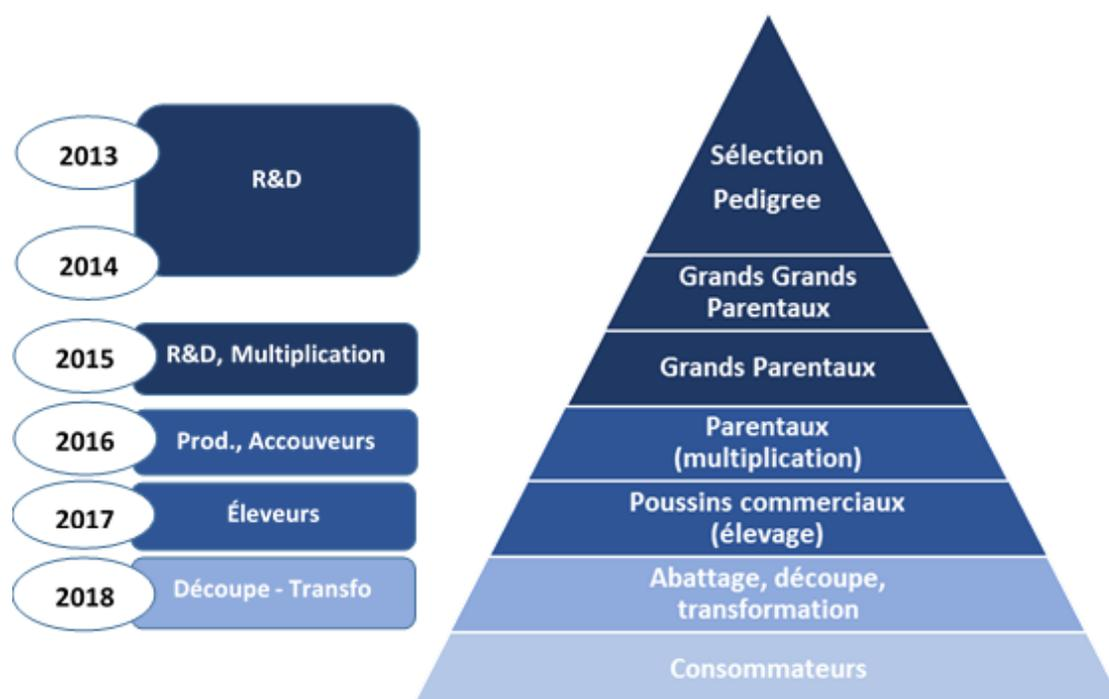 2013
R&D
2014
2015
R&D, Multiplication
2016
Prod., Accouveurs
2017
Éleveurs
2018
Découpe - Transfo
Sélection
Pedigree
Grands Grands
Parentaux
Grands Parentaux
Parentaux
(multiplication)
Poussins commerciaux
(élevage)
Abattage, découpe,
transformation
Consommateurs